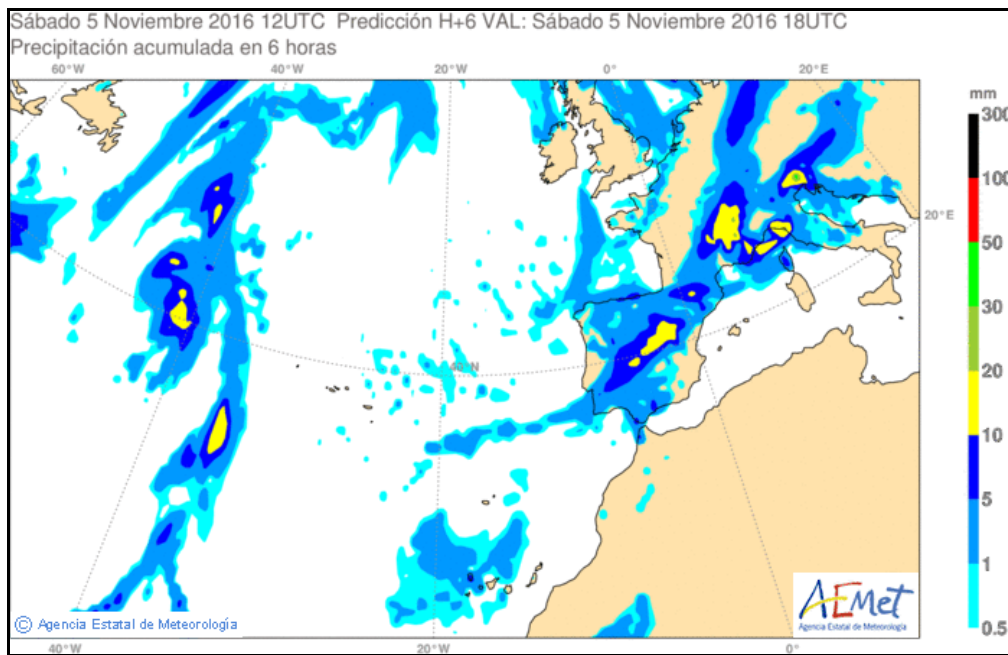 Sábado 5 Noviembre 2016 12UTC Predicción H+6 VAL: Sábado 5 Noviembre 2016 18UTC
Precipitación acumulada en 6 horas
60°W 40°W 20°W 0° 20°E
mm
300
100
50
30
20
10
5
1
0.5
20°E
40°N
AEMet
Agencia Estatal de Meteorología
© Agencia Estatal de Meteorología
40°W 20°W 0°